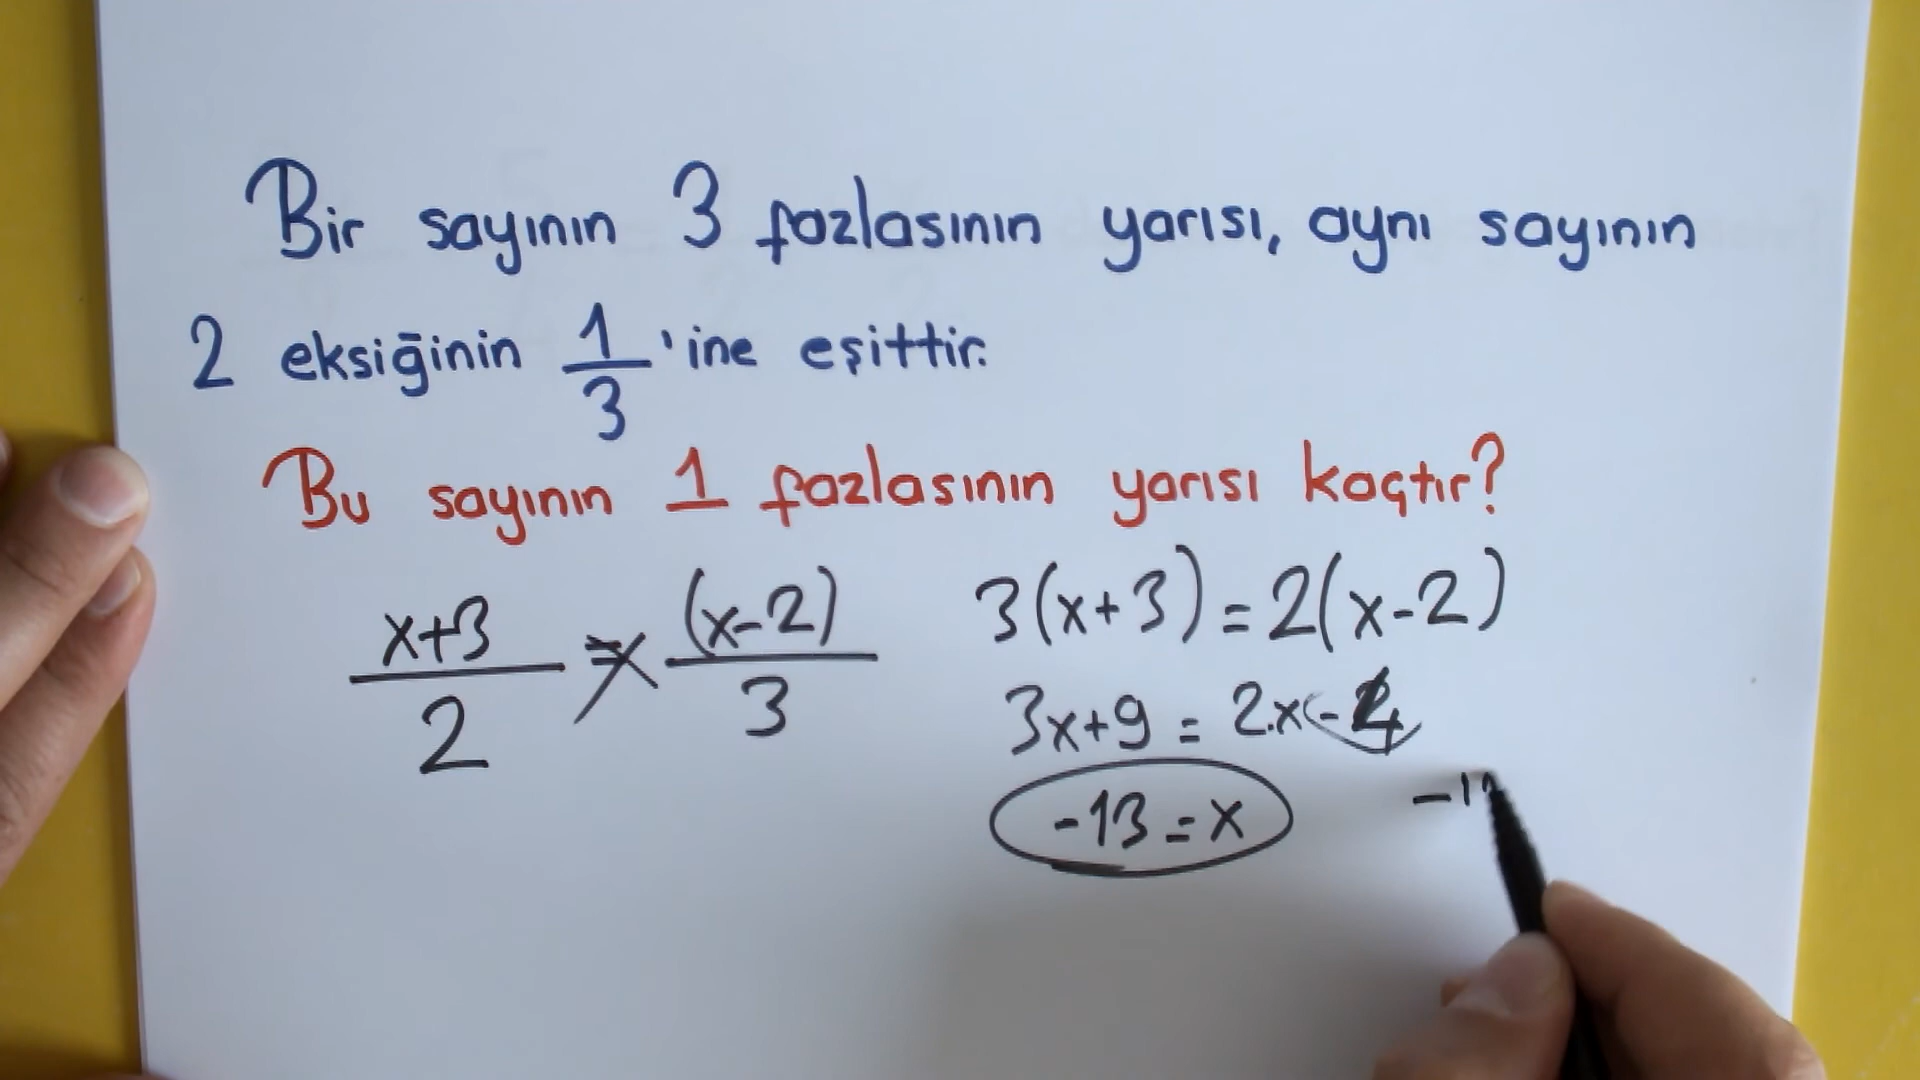 Bir sayının 3 fazlasının yarısı, aynı sayının
2 eksiğinin 1/3 'ine eşittir.
Bu sayının 1 fazlasının yarısı kaçtır?
x+3/2 = (x-2)/3
3(x+3)=2(x-2)
3x+9=2x-4
-13=x